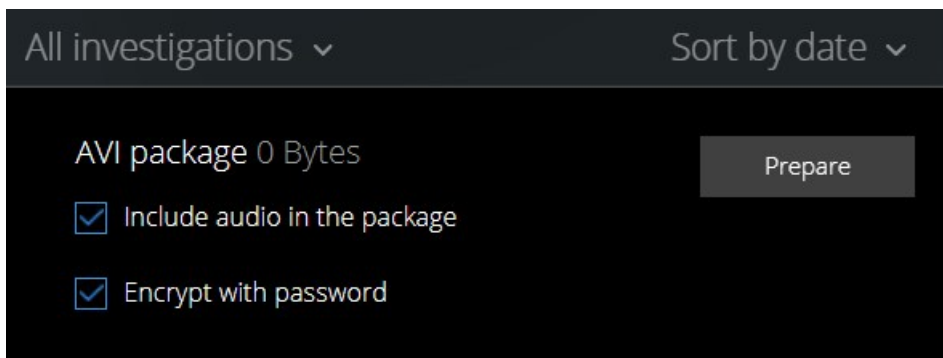 All investigations Sort by date
AVI package 0 Bytes Prepare
Include audio in the package
Encrypt with password